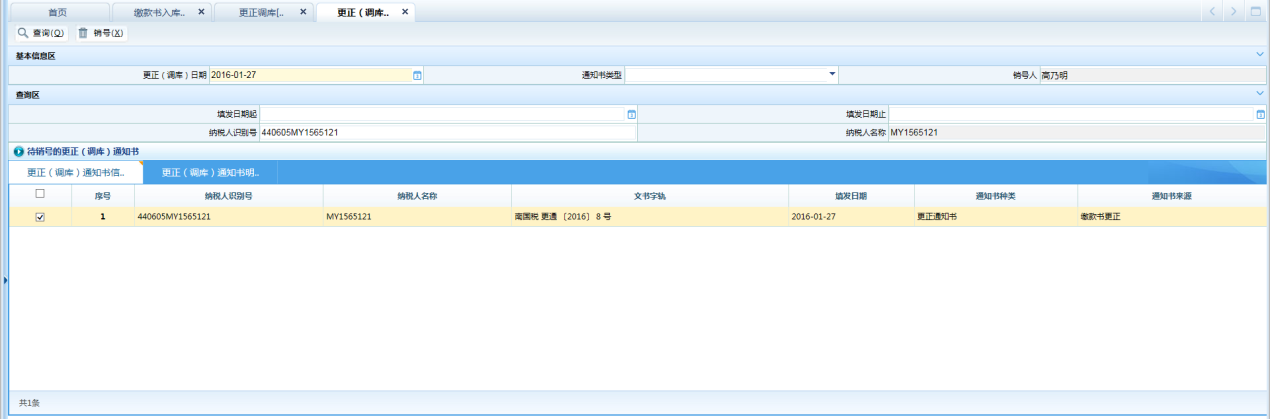 首页 缴款书入库.. × 更正调库[.. × 更正（调库.. ×
查询(Q) 销号(X)
基本信息区
更正（调库）日期 2016-01-27 通知书类型 销号人 高乃明
查询区
填发日期起 填发日期止
纳税人识别号 440605MY1565121 纳税人名称 MY1565121
待销号的更正（调库）通知书
更正（调库）通知书信.. 更正（调库）通知书明..
序号 纳税人识别号 纳税人名称 文书字轨 填发日期 通知书种类 通知书来源
1 440605MY1565121 MY1565121 南国税 更通 〔2016〕 8 号 2016-01-27 更正通知书 缴款书更正
共1条